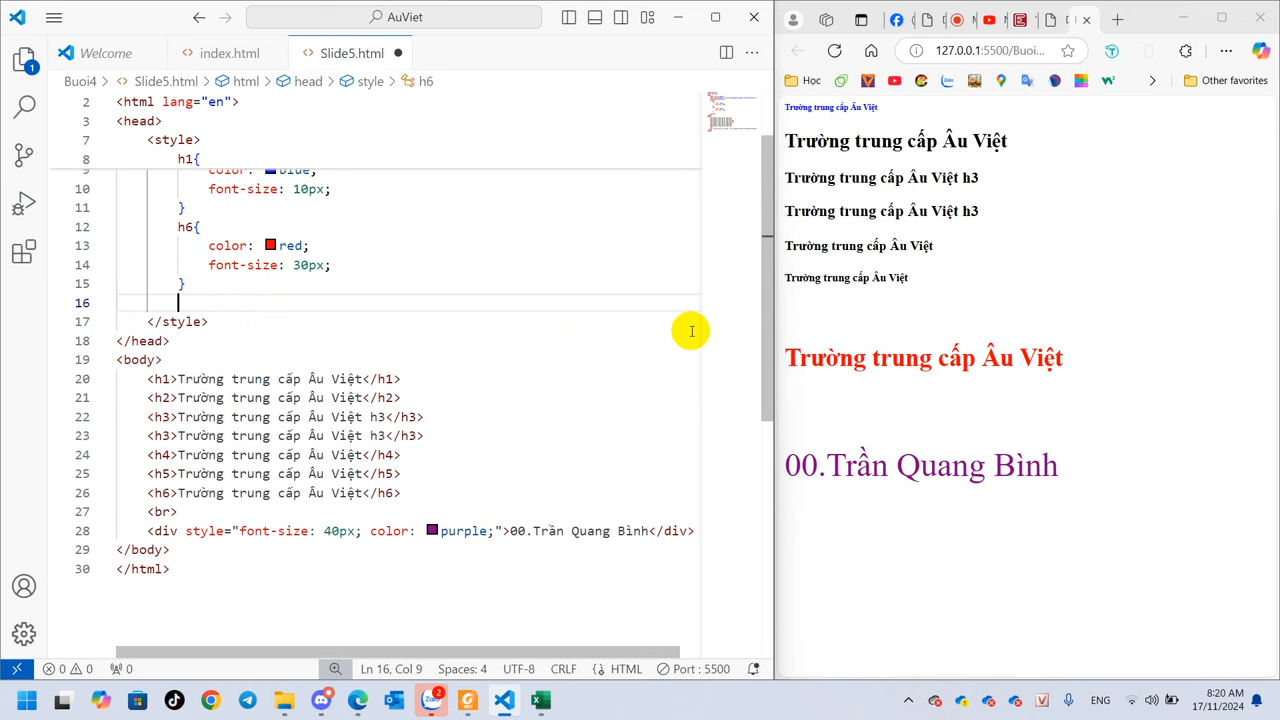 AuViet
Welcome
index.html
Slide5.html
Buoi4 > Slide5.html > html > head > style > h6
2 <html lang="en">
3 <head>
7 <style>
8 h1{
9 color: blue;
10 font-size: 10px;
11 }
12 h6{
13 color: red;
14 font-size: 30px;
15 }
16
17 </style>
18 </head>
19 <body>
20 <h1>Trường trung cấp Âu Việt</h1>
21 <h2>Trường trung cấp Âu Việt</h2>
22 <h3>Trường trung cấp Âu Việt h3</h3>
23 <h3>Trường trung cấp Âu Việt h3</h3>
24 <h4>Trường trung cấp Âu Việt</h4>
25 <h5>Trường trung cấp Âu Việt</h5>
26 <h6>Trường trung cấp Âu Việt</h6>
27 <br>
28 <div style="font-size: 40px; color: purple;">00.Trần Quang Bình</div>
29 </body>
30 </html>
1
0 0 0 Ln 16, Col 9 Spaces: 4 UTF-8 CRLF HTML Port : 5500
127.0.0.1:5500/Buoi...
Học
Other favorites
Trường trung cấp Âu Việt
Trường trung cấp Âu Việt
Trường trung cấp Âu Việt h3
Trường trung cấp Âu Việt h3
Trường trung cấp Âu Việt
Trường trung cấp Âu Việt
Trường trung cấp Âu Việt
00.Trần Quang Bình
Zalo
2
ENG
8:20 AM
17/11/2024